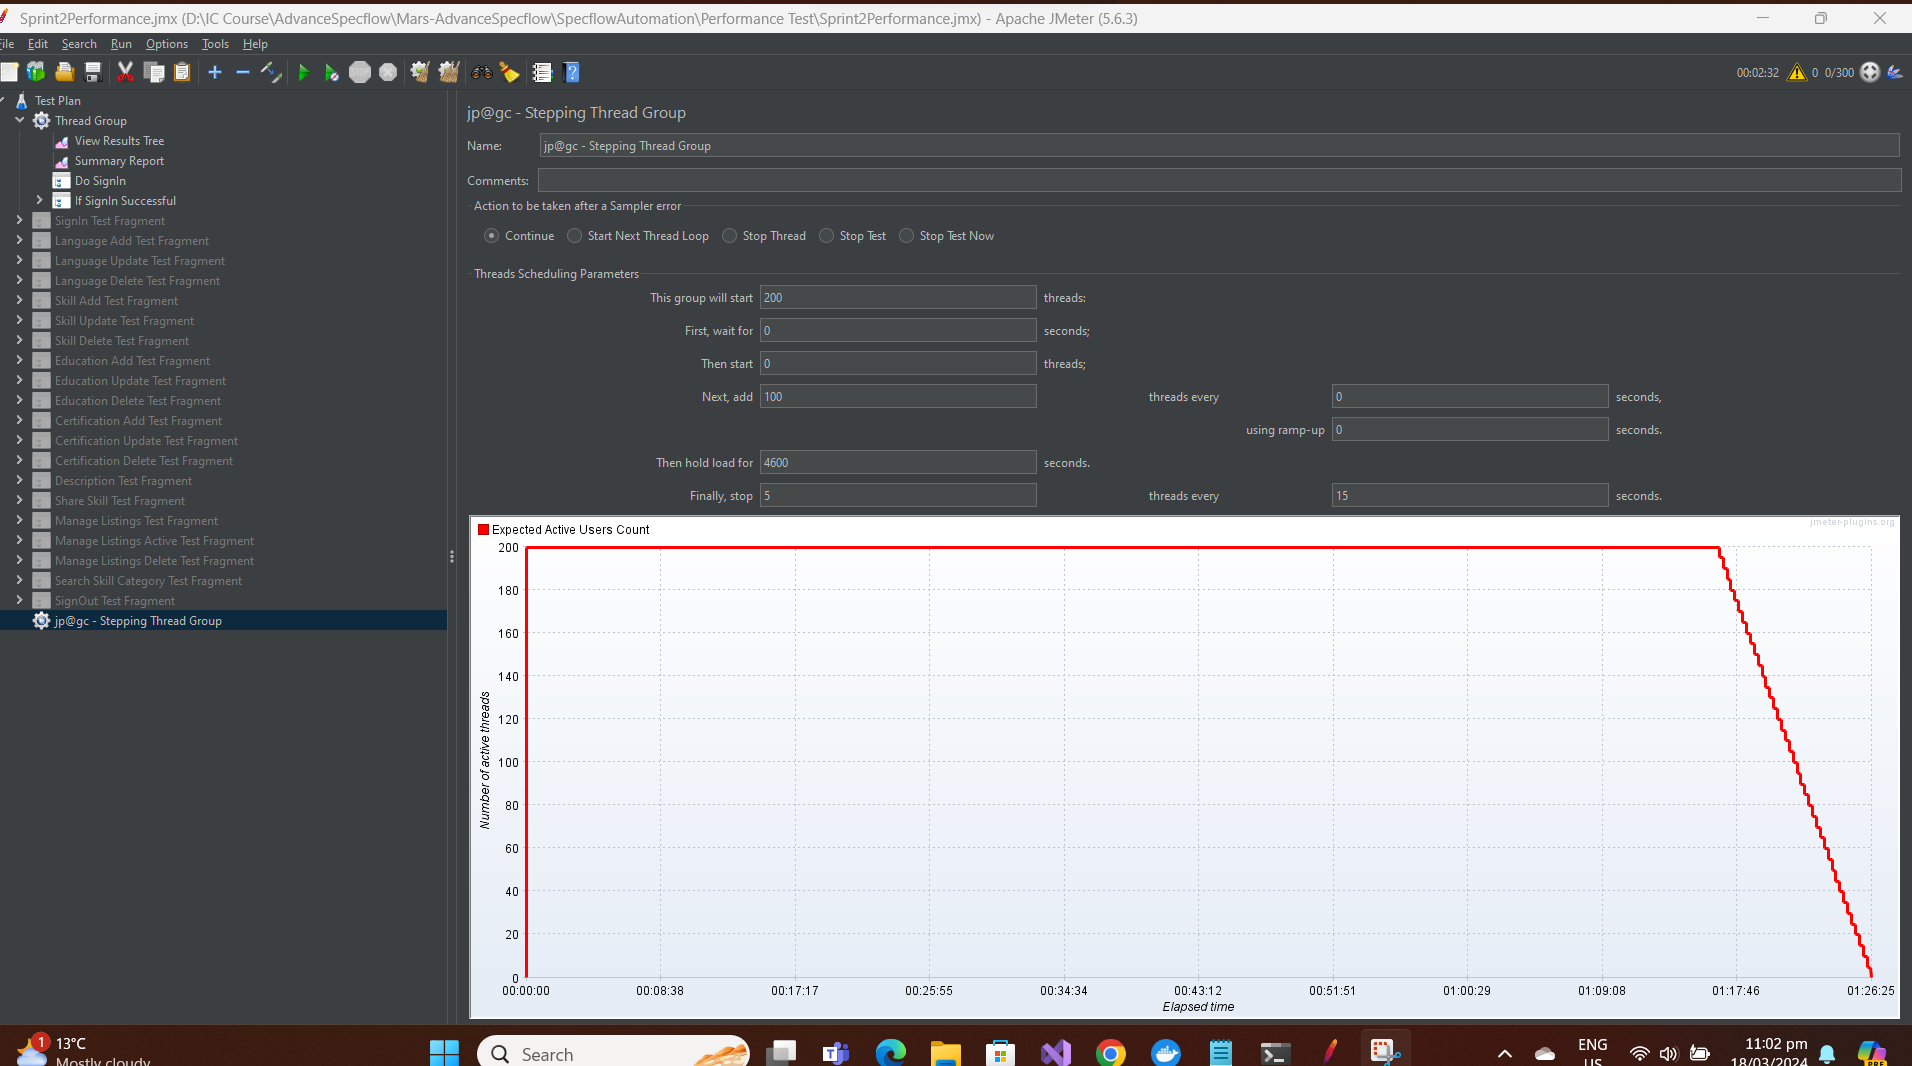 Sprint2Performance.jmx (D:\IC Course\AdvanceSpecflow\Mars-AdvanceSpecflow\SpecflowAutomation\Performance Test\Sprint2Performance.jmx) - Apache JMeter (5.6.3)
ile Edit Search Run Options Tools Help
STOP
00:02:32 0 0/300
Test Plan
Thread Group
View Results Tree
Summary Report
Do SignIn
If SignIn Successful
SignIn Test Fragment
Language Add Test Fragment
Language Update Test Fragment
Language Delete Test Fragment
Skill Add Test Fragment
Skill Update Test Fragment
Skill Delete Test Fragment
Education Add Test Fragment
Education Update Test Fragment
Education Delete Test Fragment
Certification Add Test Fragment
Certification Update Test Fragment
Certification Delete Test Fragment
Description Test Fragment
Share Skill Test Fragment
Manage Listings Test Fragment
Manage Listings Active Test Fragment
Manage Listings Delete Test Fragment
Search Skill Category Test Fragment
SignOut Test Fragment
jp@gc - Stepping Thread Group
jp@gc - Stepping Thread Group
Name: jp@gc - Stepping Thread Group
Comments:
Action to be taken after a Sampler error
Continue Start Next Thread Loop Stop Thread Stop Test Stop Test Now
Threads Scheduling Parameters
This group will start 200 threads:
First, wait for 0 seconds;
Then start 0 threads;
Next, add 100 threads every 0 seconds,
using ramp-up 0 seconds.
Then hold load for 4600 seconds.
Finally, stop 5 threads every 15 seconds.
jmeter-plugins.org
Expected Active Users Count
200
180
160
140
120
100
80
60
40
20
0
Number of active threads
00:00:00 00:08:38 00:17:17 00:25:55 00:34:34 00:43:12 00:51:51 01:00:29 01:09:08 01:17:46 01:26:25
Elapsed time
1
13°C
Mostly cloudy
Search
ENG
US
11:02 pm
18/03/2024
PRE